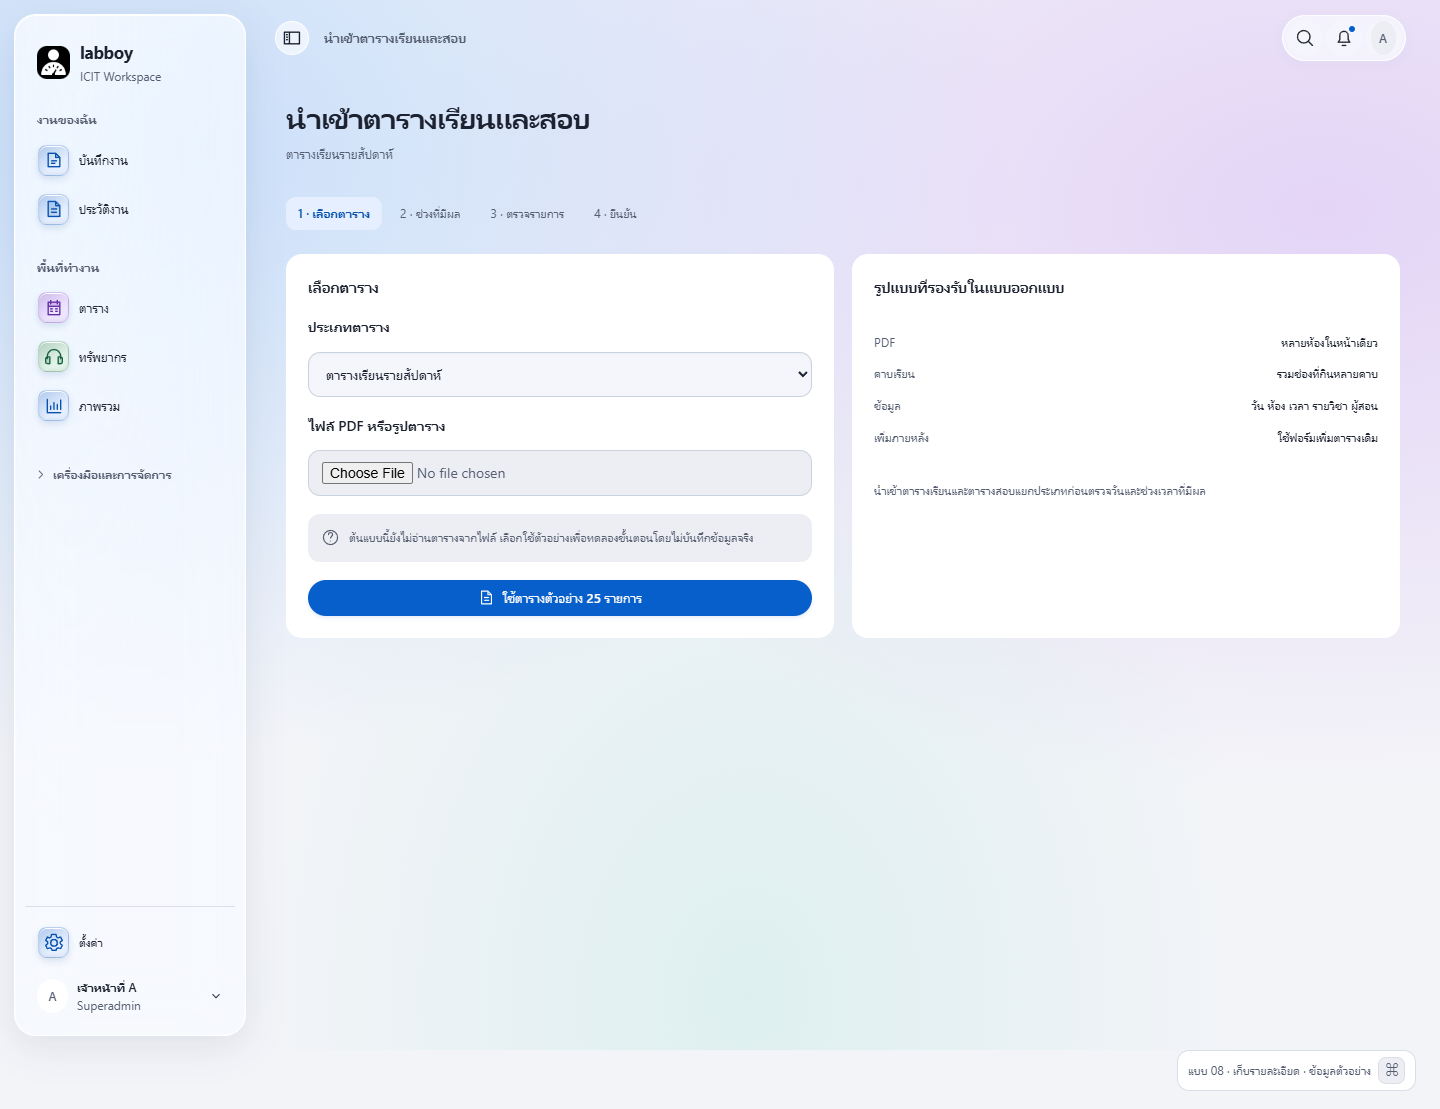 labboy
ICIT Workspace
งานของฉัน
บันทึกงาน
ประวัติงาน
พื้นที่ทำงาน
ตาราง
ทรัพยากร
ภาพรวม
เครื่องมือและการจัดการ
ตั้งค่า
A
เจ้าหน้าที่ A
Superadmin
นำเข้าตารางเรียนและสอบ
A
นำเข้าตารางเรียนและสอบ
ตารางเรียนรายสัปดาห์
1 · เลือกตาราง
2 · ช่วงที่มีผล
3 · ตรวจรายการ
4 · ยืนยัน
เลือกตาราง
ประเภทตาราง
ตารางเรียนรายสัปดาห์
ไฟล์ PDF หรือรูปตาราง
Choose File No file chosen
ต้นแบบนี้ยังไม่อ่านตารางจากไฟล์ เลือกใช้ตัวอย่างเพื่อทดลองขั้นตอนโดยไม่บันทึกข้อมูลจริง
ใช้ตารางตัวอย่าง 25 รายการ
รูปแบบที่รองรับในแบบออกแบบ
PDF หลายห้องในหน้าเดียว
คาบเรียน รวมช่องที่กินหลายคาบ
ข้อมูล วัน ห้อง เวลา รายวิชา ผู้สอน
เพิ่มภายหลัง ใช้ฟอร์มเพิ่มตารางเดิม
นำเข้าตารางเรียนและตารางสอบแยกประเภทก่อนตรวจวันและช่วงเวลาที่มีผล
แบบ 08 · เก็บรายละเอียด · ข้อมูลตัวอย่าง ⌘